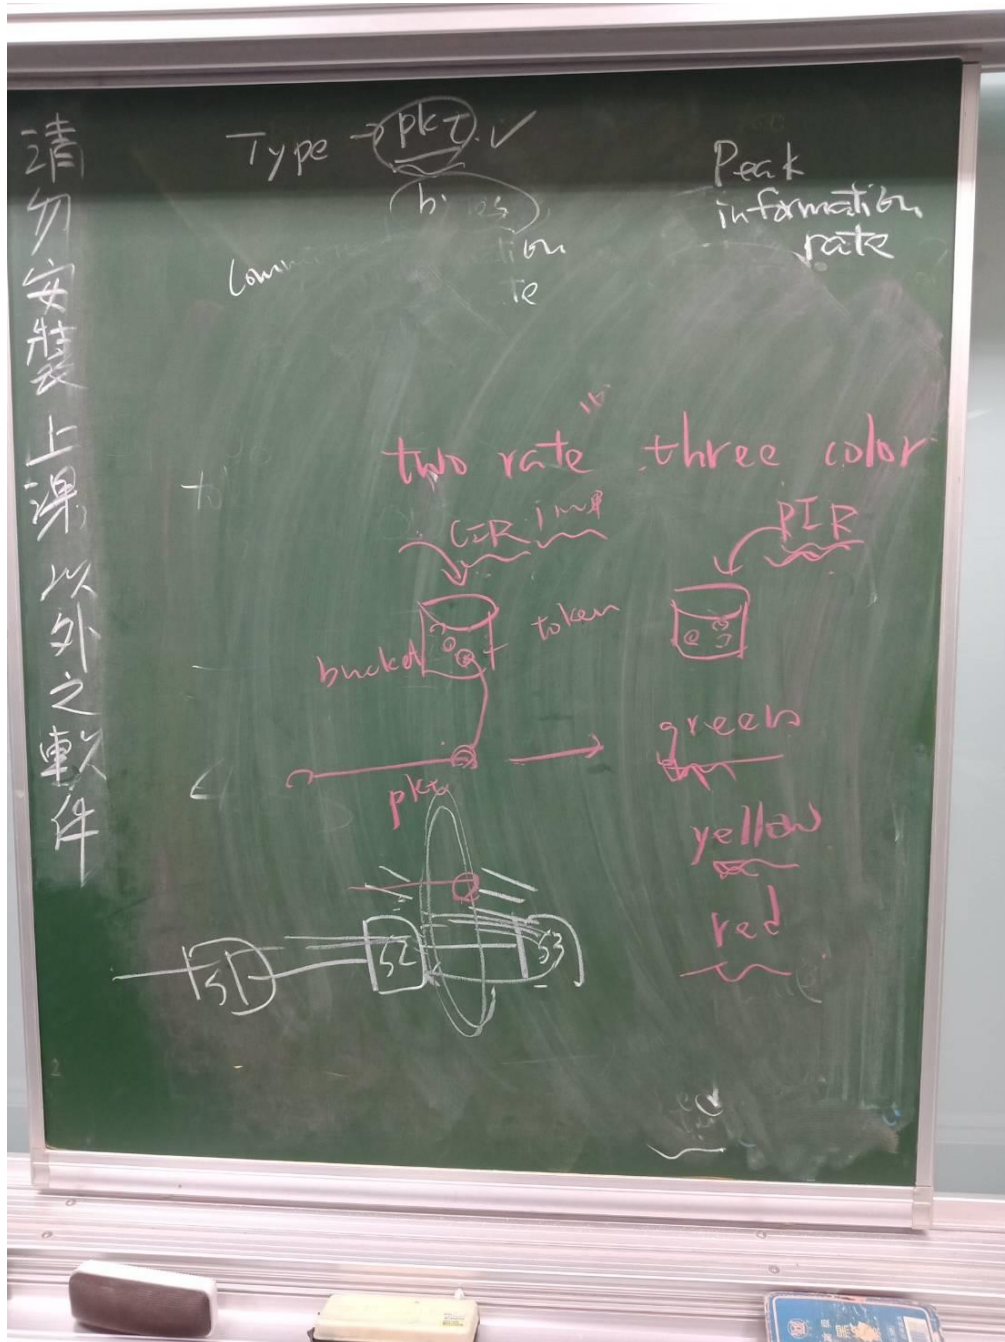 請勿安裝上課以外之軟件
Type → pkt ✓
Peak
information
rate
two rate three color
CIR
PIR
token
bucket
green
pkt
yellow
S1
S2
S3
red